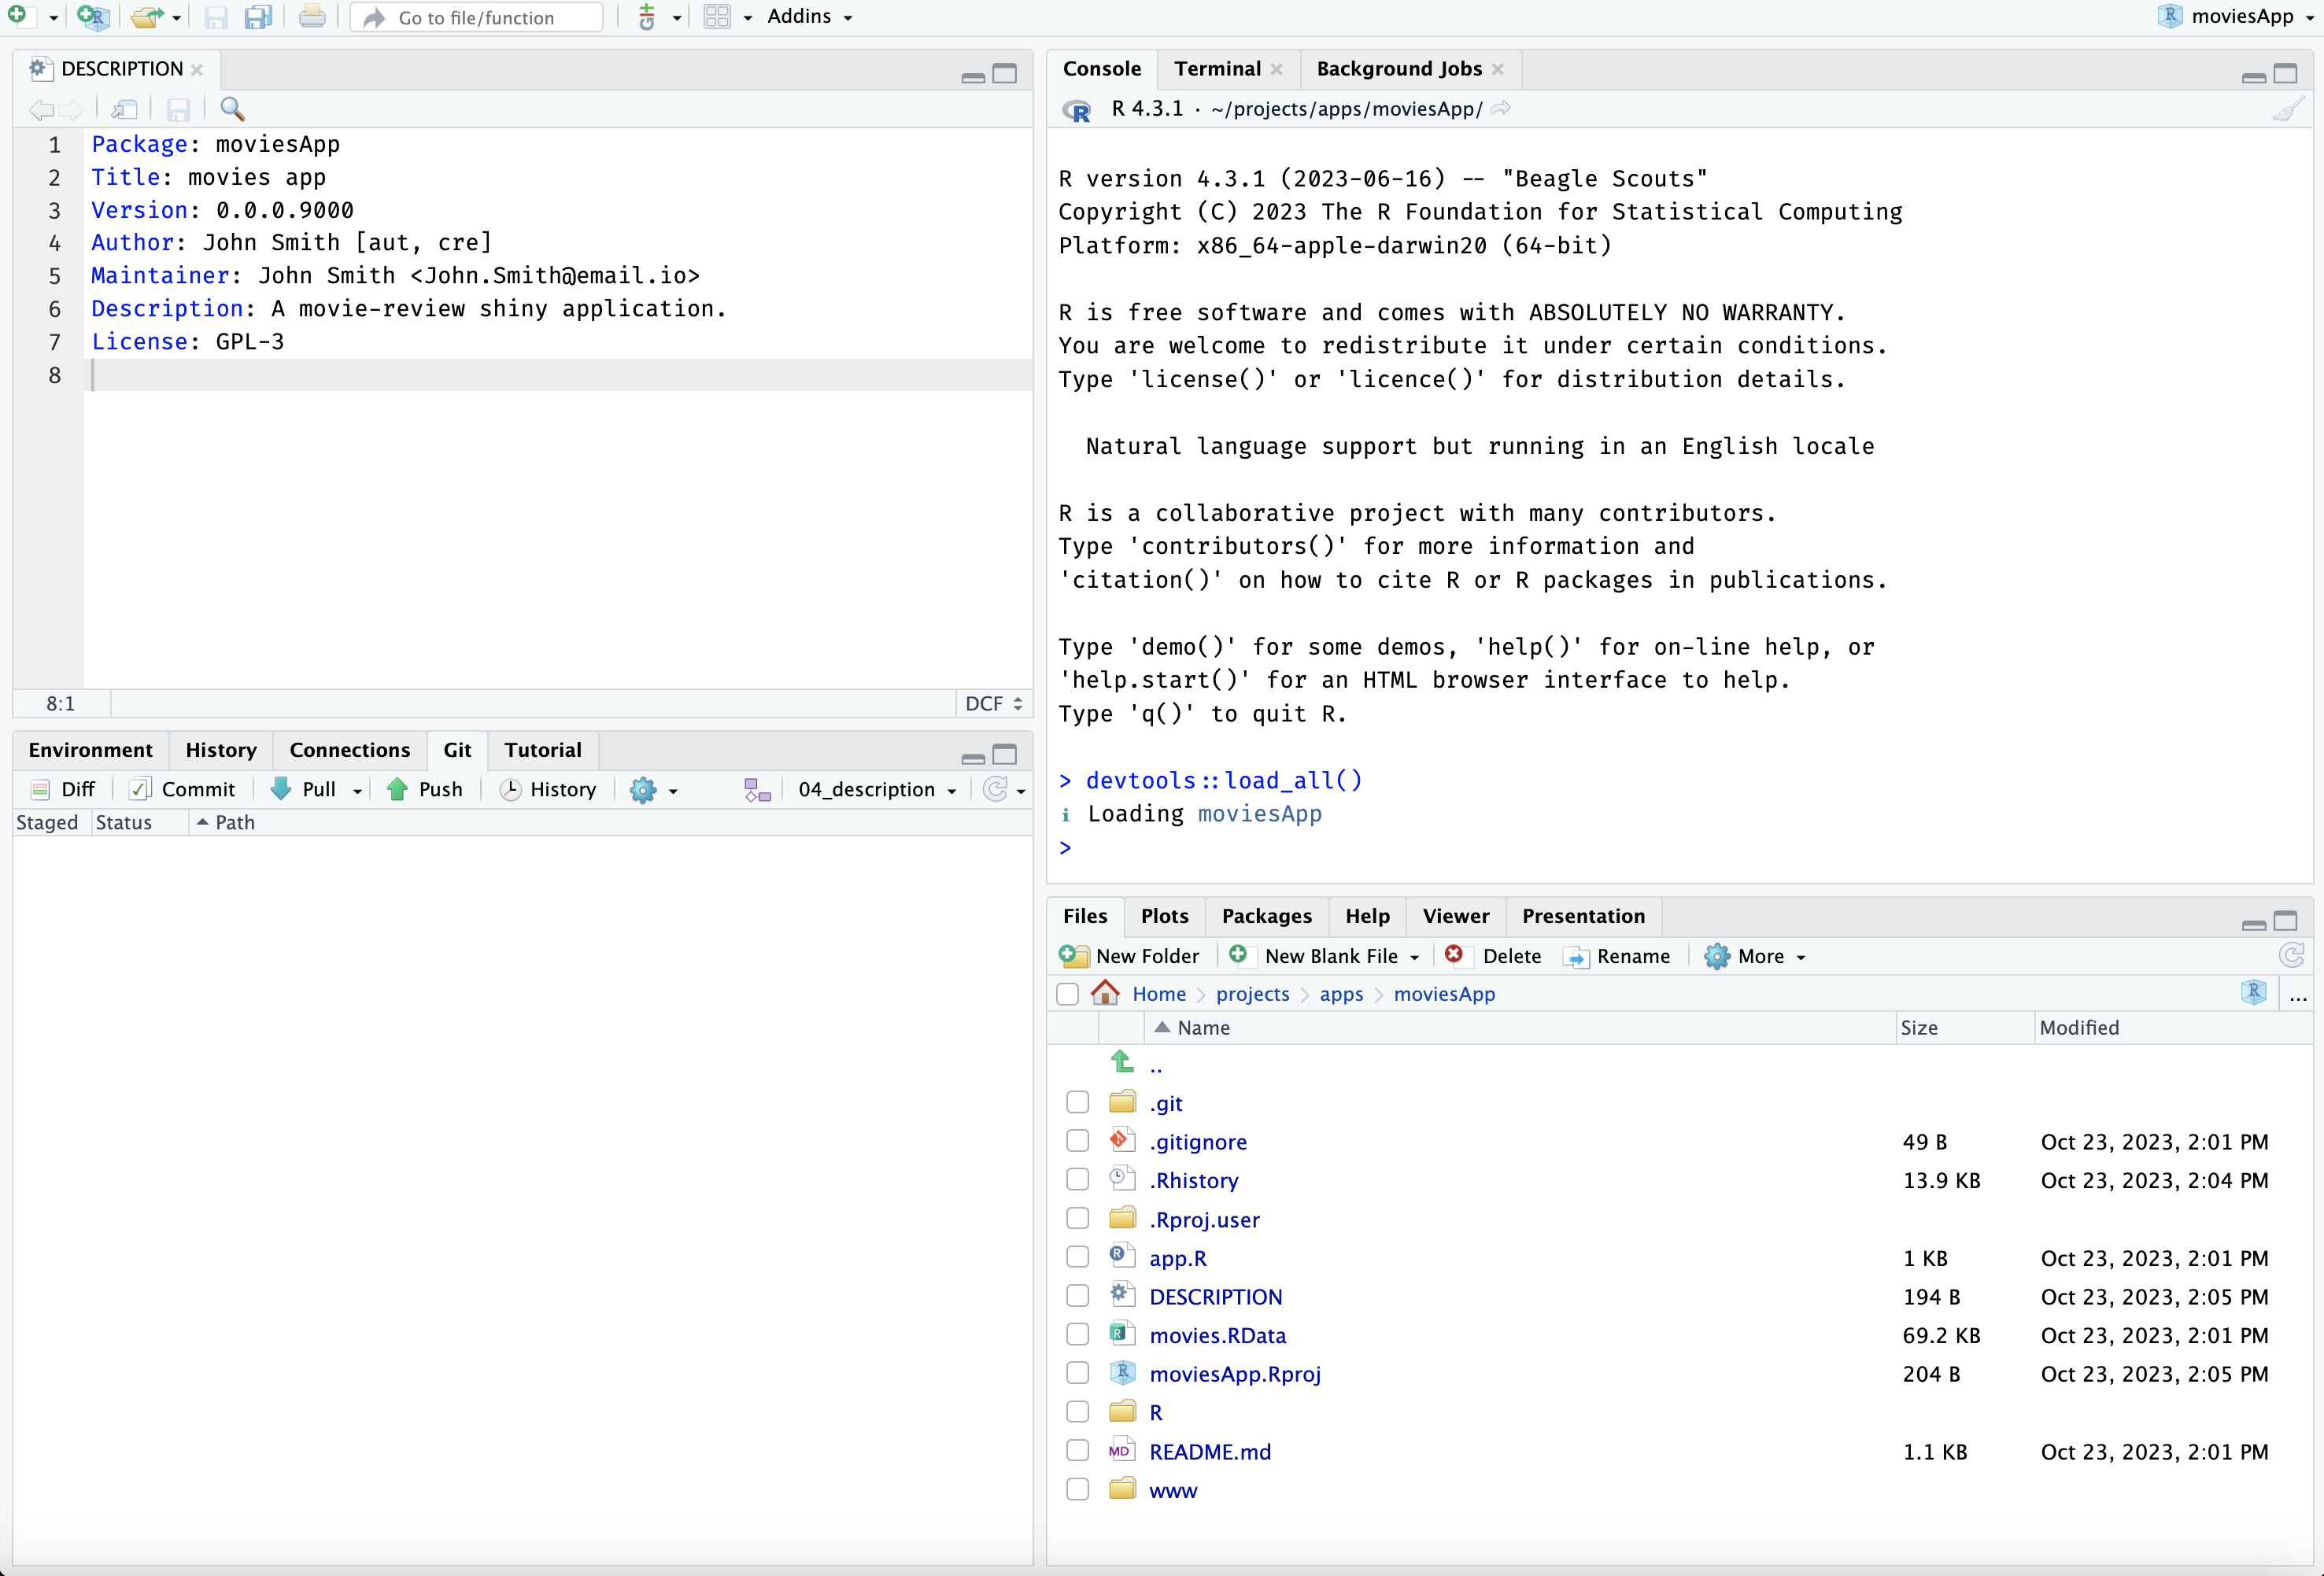 Go to file/function
Addins
moviesApp
DESCRIPTION
1 Package: moviesApp
2 Title: movies app
3 Version: 0.0.0.9000
4 Author: John Smith [aut, cre]
5 Maintainer: John Smith <John.Smith@email.io>
6 Description: A movie-review shiny application.
7 License: GPL-3
8
8:1 DCF
Environment History Connections Git Tutorial
Diff Commit Pull Push History 04_description
Staged Status Path
Console Terminal Background Jobs
R 4.3.1 · ~/projects/apps/moviesApp/
R version 4.3.1 (2023-06-16) -- "Beagle Scouts"
Copyright (C) 2023 The R Foundation for Statistical Computing
Platform: x86_64-apple-darwin20 (64-bit)
R is free software and comes with ABSOLUTELY NO WARRANTY.
You are welcome to redistribute it under certain conditions.
Type 'license()' or 'licence()' for distribution details.
Natural language support but running in an English locale
R is a collaborative project with many contributors.
Type 'contributors()' for more information and
'citation()' on how to cite R or R packages in publications.
Type 'demo()' for some demos, 'help()' for on-line help, or
'help.start()' for an HTML browser interface to help.
Type 'q()' to quit R.
> devtools::load_all()
ℹ Loading moviesApp
>
Files Plots Packages Help Viewer Presentation
New Folder New Blank File Delete Rename More
Home projects apps moviesApp ...
Name Size Modified
..
.git
.gitignore 49 B Oct 23, 2023, 2:01 PM
.Rhistory 13.9 KB Oct 23, 2023, 2:04 PM
.Rproj.user
app.R 1 KB Oct 23, 2023, 2:01 PM
DESCRIPTION 194 B Oct 23, 2023, 2:05 PM
movies.RData 69.2 KB Oct 23, 2023, 2:01 PM
moviesApp.Rproj 204 B Oct 23, 2023, 2:05 PM
R
README.md 1.1 KB Oct 23, 2023, 2:01 PM
www